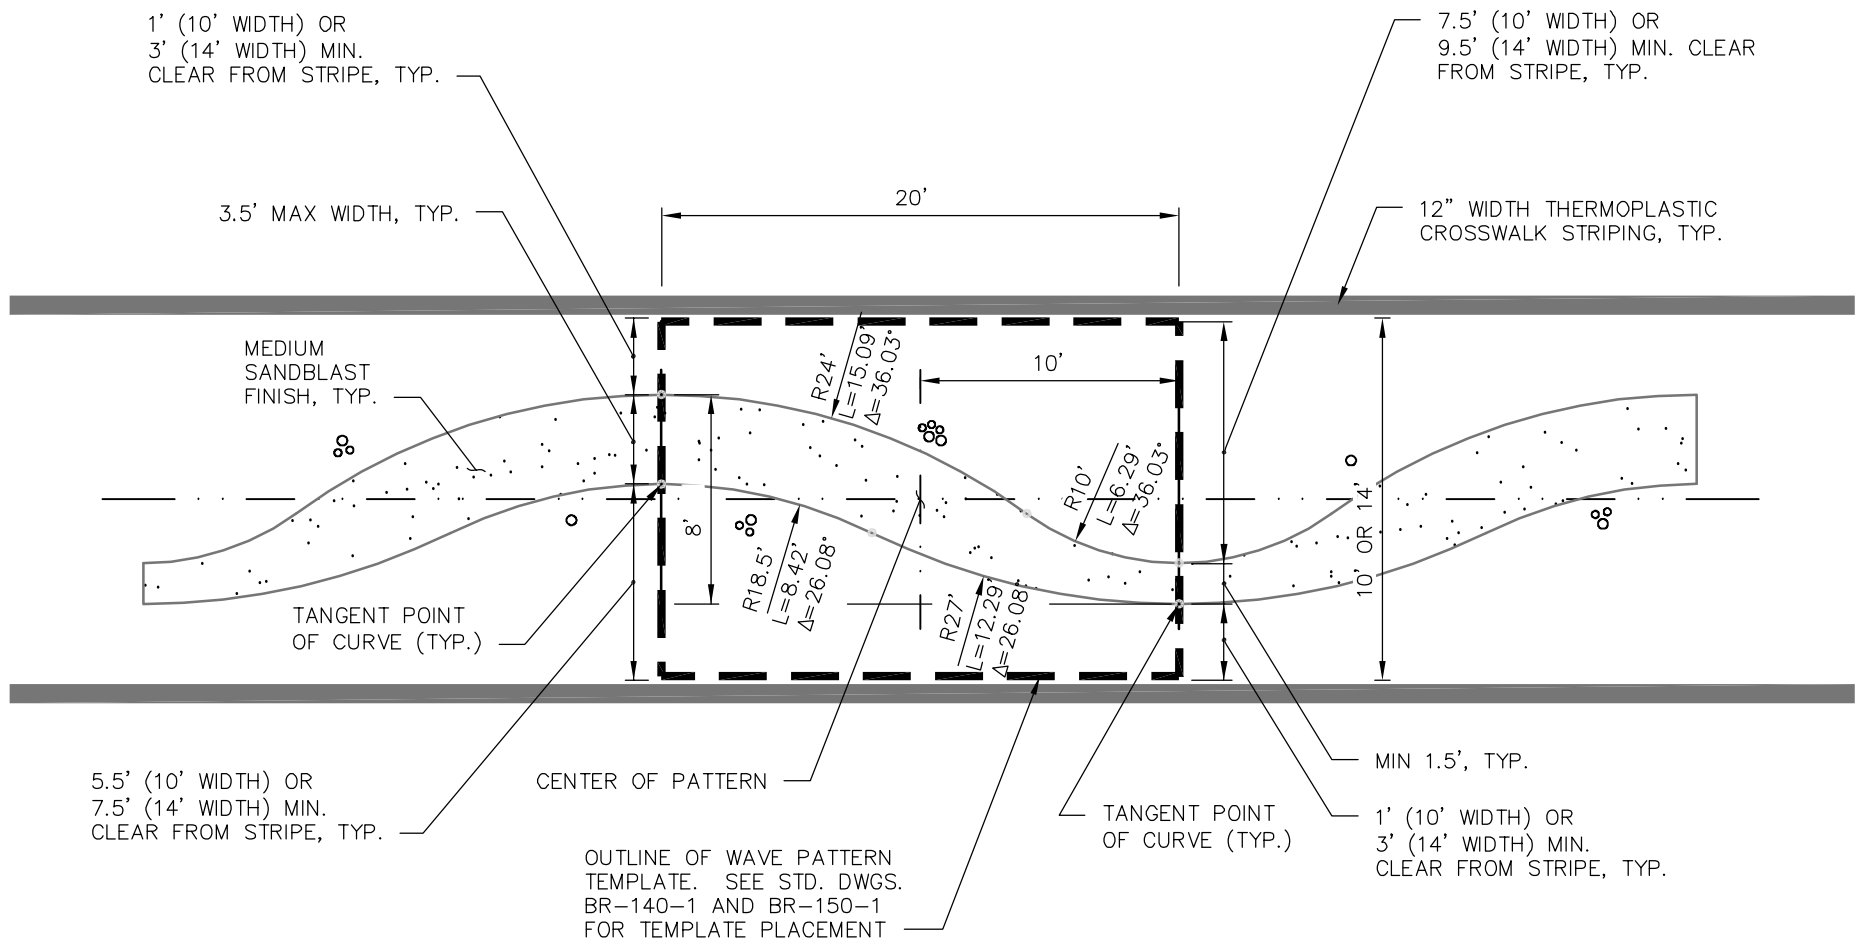 1' (10' WIDTH) OR
3' (14' WIDTH) MIN.
CLEAR FROM STRIPE, TYP.
7.5' (10' WIDTH) OR
9.5' (14' WIDTH) MIN. CLEAR
FROM STRIPE, TYP.
3.5' MAX WIDTH, TYP.
20'
12" WIDTH THERMOPLASTIC
CROSSWALK STRIPING, TYP.
MEDIUM
SANDBLAST
FINISH, TYP.
R24'
L=15.09'
Δ=36.03°
10'
R10'
L=6.29'
Δ=36.03°
8'
R18.5'
L=8.42'
Δ=26.08°
R27'
L=12.29'
Δ=26.08°
10' OR 14'
TANGENT POINT
OF CURVE (TYP.)
5.5' (10' WIDTH) OR
7.5' (14' WIDTH) MIN.
CLEAR FROM STRIPE, TYP.
CENTER OF PATTERN
OUTLINE OF WAVE PATTERN
TEMPLATE. SEE STD. DWGS.
BR-140-1 AND BR-150-1
FOR TEMPLATE PLACEMENT
TANGENT POINT
OF CURVE (TYP.)
MIN 1.5', TYP.
1' (10' WIDTH) OR
3' (14' WIDTH) MIN.
CLEAR FROM STRIPE, TYP.